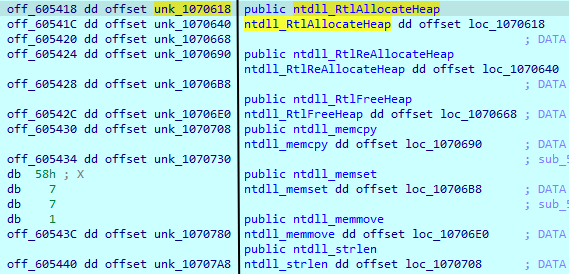 off_605418 dd offset unk_1070618
off_60541C dd offset unk_1070640
off_605420 dd offset unk_1070668
off_605424 dd offset unk_1070690
off_605428 dd offset unk_10706B8
off_60542C dd offset unk_10706E0
off_605430 dd offset unk_1070708
off_605434 dd offset unk_1070730
db 58h ; X
db 7
db 7
db 1
off_60543C dd offset unk_1070780
off_605440 dd offset unk_10707A8
public ntdll_RtlAllocateHeap
ntdll_RtlAllocateHeap dd offset loc_1070618
; DATA
public ntdll_RtlReAllocateHeap
ntdll_RtlReAllocateHeap dd offset loc_1070640
; DATA
public ntdll_RtlFreeHeap
ntdll_RtlFreeHeap dd offset loc_1070668 ; DATA
public ntdll_memcpy
ntdll_memcpy dd offset loc_1070690 ; DATA
; sub_5
public ntdll_memset
ntdll_memset dd offset loc_10706B8 ; DATA
; sub_5
public ntdll_memmove
ntdll_memmove dd offset loc_10706E0 ; DATA
public ntdll_strlen
ntdll_strlen dd offset loc_1070708 ; DATA